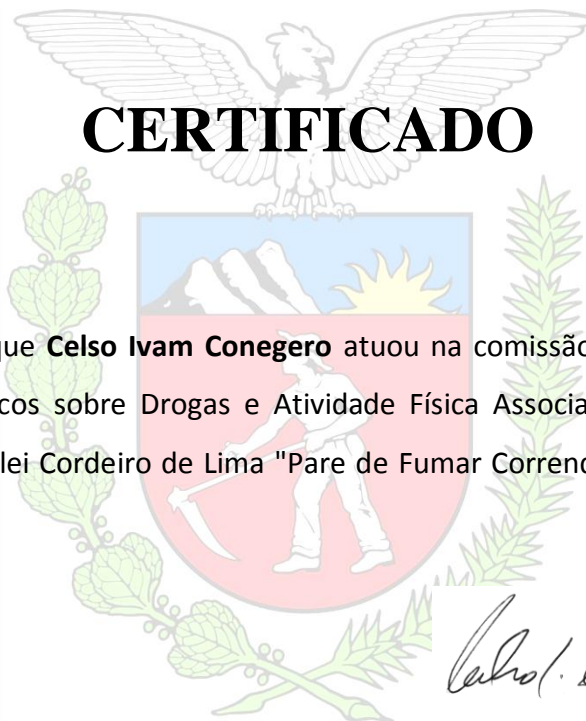 CERTIFICADO
que Celso Ivam Conegero atuou na comissão
cos sobre Drogas e Atividade Física Associa
lei Cordeiro de Lima "Pare de Fumar Corrend